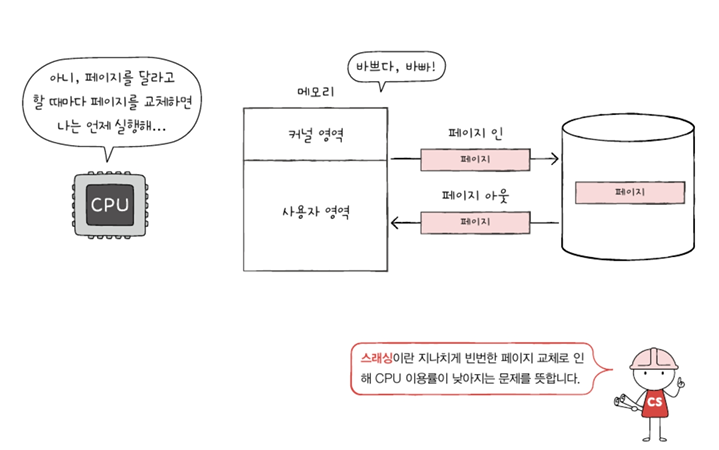 아니, 페이지를 달라고
할 때마다 페이지를 교체하면
나는 언제 실행해...
CPU
바쁘다, 바빠!
메모리
커널 영역
사용자 영역
페이지 인
페이지
페이지 아웃
페이지
페이지
스래싱이란 지나치게 빈번한 페이지 교체로 인
해 CPU 이용률이 낮아지는 문제를 뜻합니다.
CS